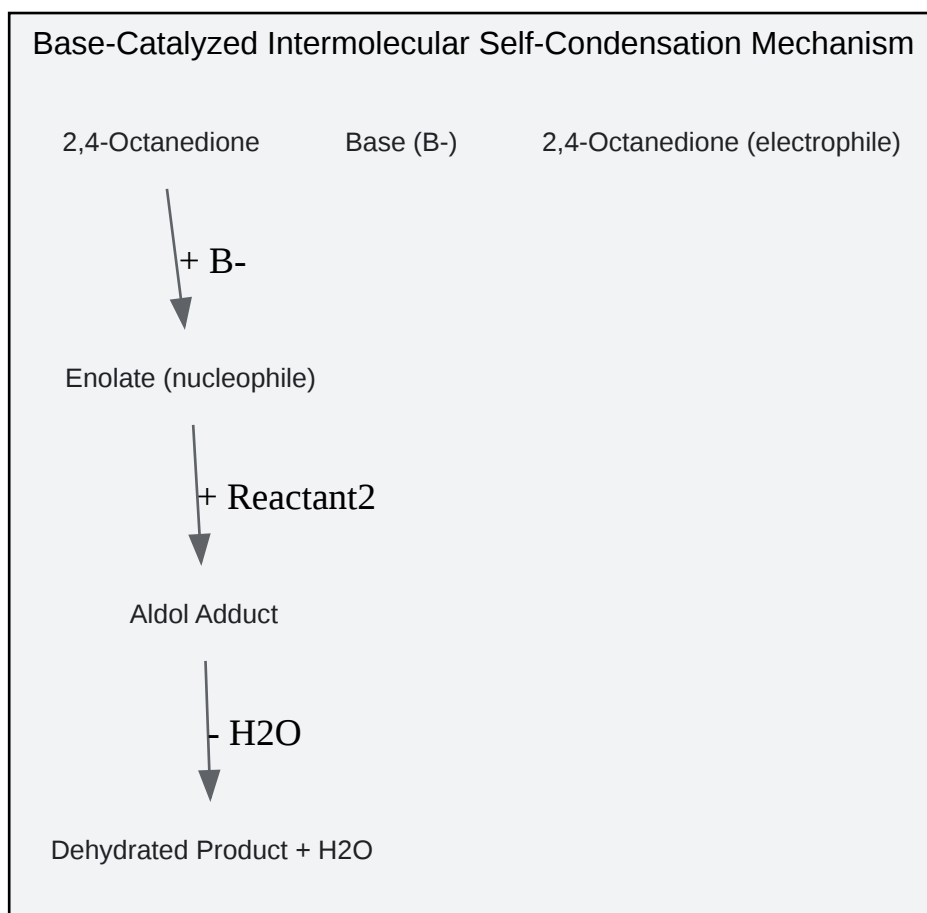 Base-Catalyzed Intermolecular Self-Condensation Mechanism
2,4-Octanedione Base (B-) 2,4-Octanedione (electrophile)
+ B-
Enolate (nucleophile)
+ Reactant2
Aldol Adduct
- H2O
Dehydrated Product + H2O